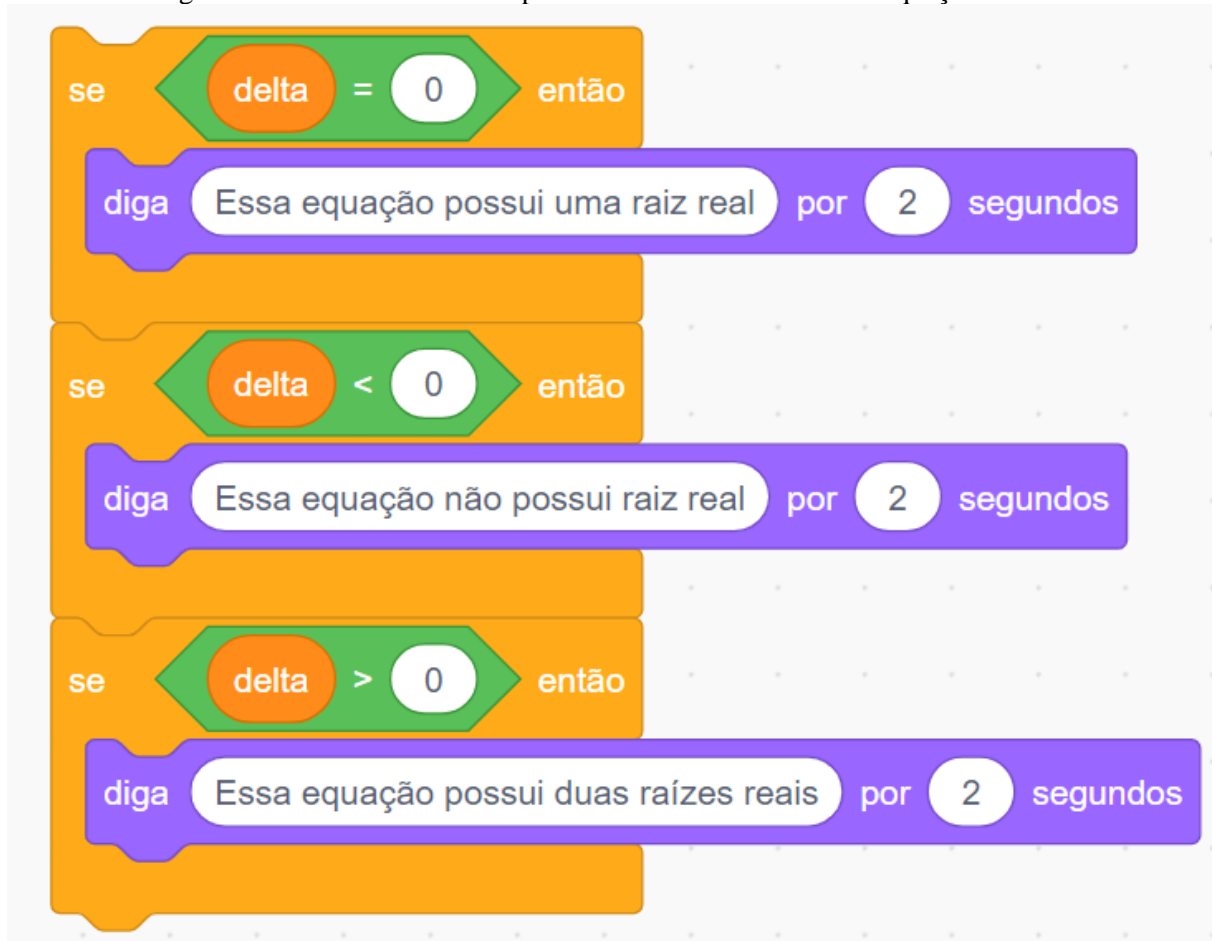 se delta = 0 então
diga Essa equação possui uma raiz real por 2 segundos
se delta < 0 então
diga Essa equação não possui raiz real por 2 segundos
se delta > 0 então
diga Essa equação possui duas raízes reais por 2 segundos